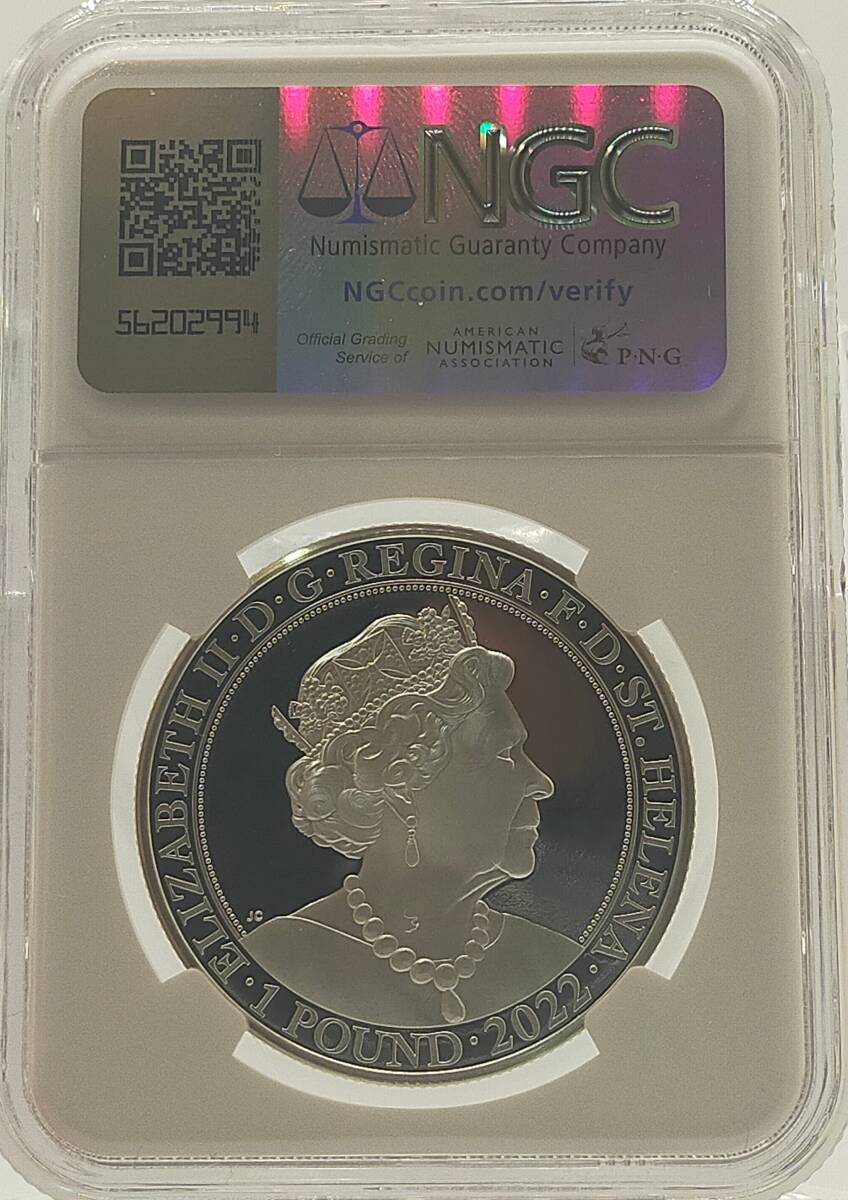 NGC
Numismatic Guaranty Company
NGCcoin.com/verify
56202994
Official Grading
Service of
AMERICAN
NUMISMATIC
ASSOCIATION
P·N·G
·ELIZABETH II·D·G·REGINA·F·D·ST. HELENA·
1 POUND·2022
JC